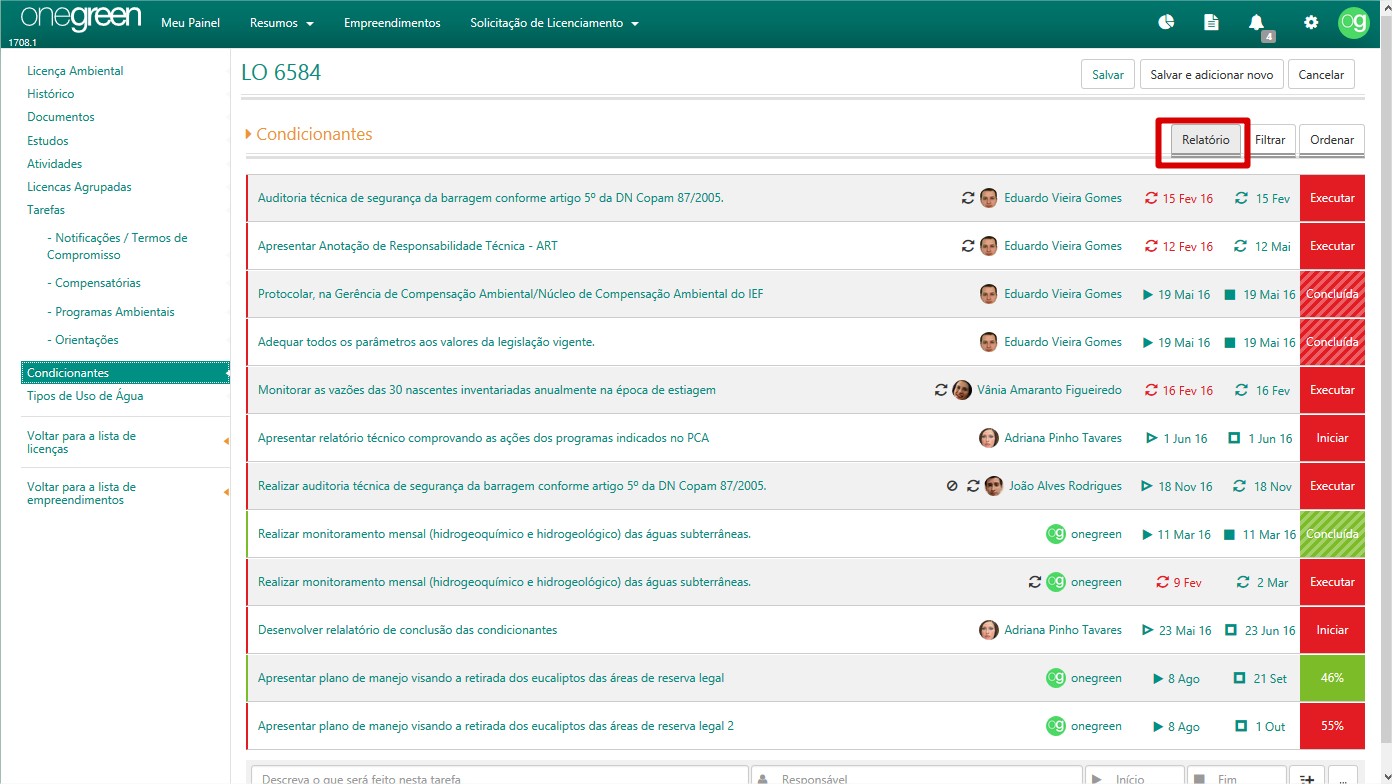 onegreen
1708.1
Meu Painel
Resumos
Empreendimentos
Solicitação de Licenciamento
4
og
Licença Ambiental
Histórico
Documentos
Estudos
Atividades
Licencas Agrupadas
Tarefas
- Notificações / Termos de
Compromisso
- Compensatórias
- Programas Ambientais
- Orientações
Condicionantes
Tipos de Uso de Água
Voltar para a lista de
licenças
Voltar para a lista de
empreendimentos
LO 6584
Salvar
Salvar e adicionar novo
Cancelar
Condicionantes
Relatório
Filtrar
Ordenar
Auditoria técnica de segurança da barragem conforme artigo 5º da DN Copam 87/2005. Eduardo Vieira Gomes 15 Fev 16 15 Fev Executar
Apresentar Anotação de Responsabilidade Técnica - ART Eduardo Vieira Gomes 12 Fev 16 12 Mai Executar
Protocolar, na Gerência de Compensação Ambiental/Núcleo de Compensação Ambiental do IEF Eduardo Vieira Gomes 19 Mai 16 19 Mai 16 Concluída
Adequar todos os parâmetros aos valores da legislação vigente. Eduardo Vieira Gomes 19 Mai 16 19 Mai 16 Concluída
Monitorar as vazões das 30 nascentes inventariadas anualmente na época de estiagem Vânia Amaranto Figueiredo 16 Fev 16 16 Fev Executar
Apresentar relatório técnico comprovando as ações dos programas indicados no PCA Adriana Pinho Tavares 1 Jun 16 1 Jun 16 Iniciar
Realizar auditoria técnica de segurança da barragem conforme artigo 5º da DN Copam 87/2005. João Alves Rodrigues 18 Nov 16 18 Nov Executar
Realizar monitoramento mensal (hidrogeoquímico e hidrogeológico) das águas subterrâneas. og onegreen 11 Mar 16 11 Mar 16 Concluída
Realizar monitoramento mensal (hidrogeoquímico e hidrogeológico) das águas subterrâneas. og onegreen 9 Fev 2 Mar Executar
Desenvolver relalatório de conclusão das condicionantes Adriana Pinho Tavares 23 Mai 16 23 Jun 16 Iniciar
Apresentar plano de manejo visando a retirada dos eucaliptos das áreas de reserva legal og onegreen 8 Ago 21 Set 46%
Apresentar plano de manejo visando a retirada dos eucaliptos das áreas de reserva legal 2 og onegreen 8 Ago 1 Out 55%
Descreva o que será feito nesta tarefa Responsável Início Fim ...